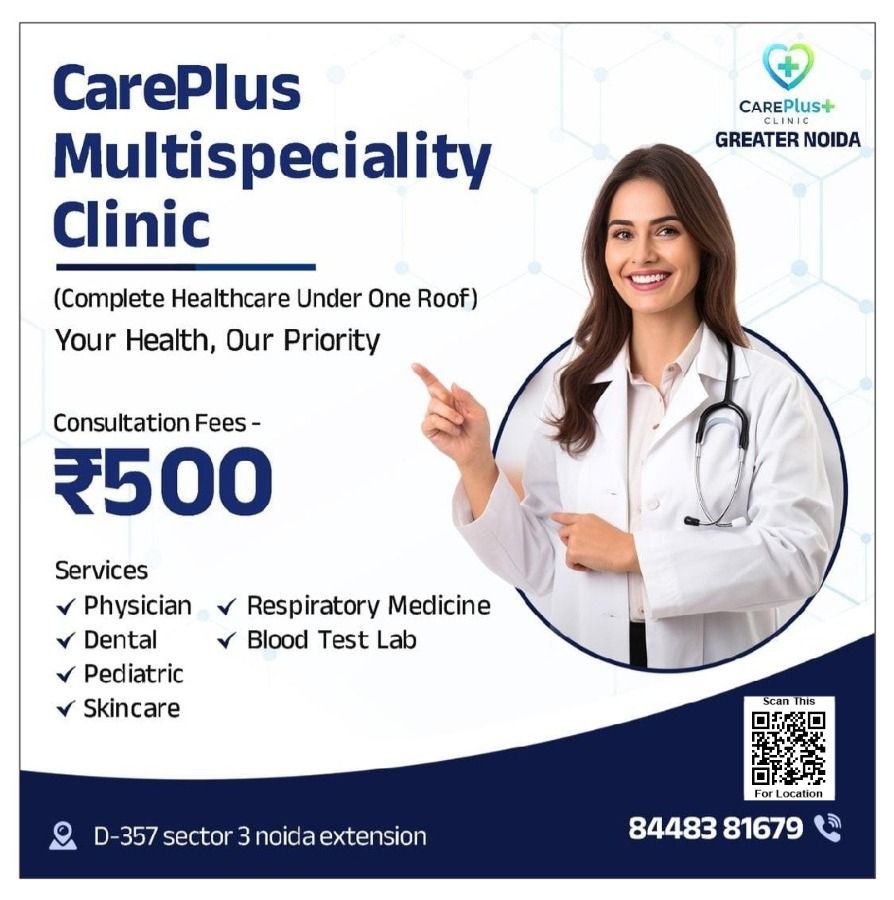 CarePlus
Multispeciality
Clinic
CAREPlus+
CLINIC
GREATER NOIDA
(Complete Healthcare Under One Roof)
Your Health, Our Priority
Consultation Fees -
₹500
Services
Physician
Dental
Pediatric
Skincare
Respiratory Medicine
Blood Test Lab
Scan This
For Location
D-357 sector 3 noida extension
84483 81679